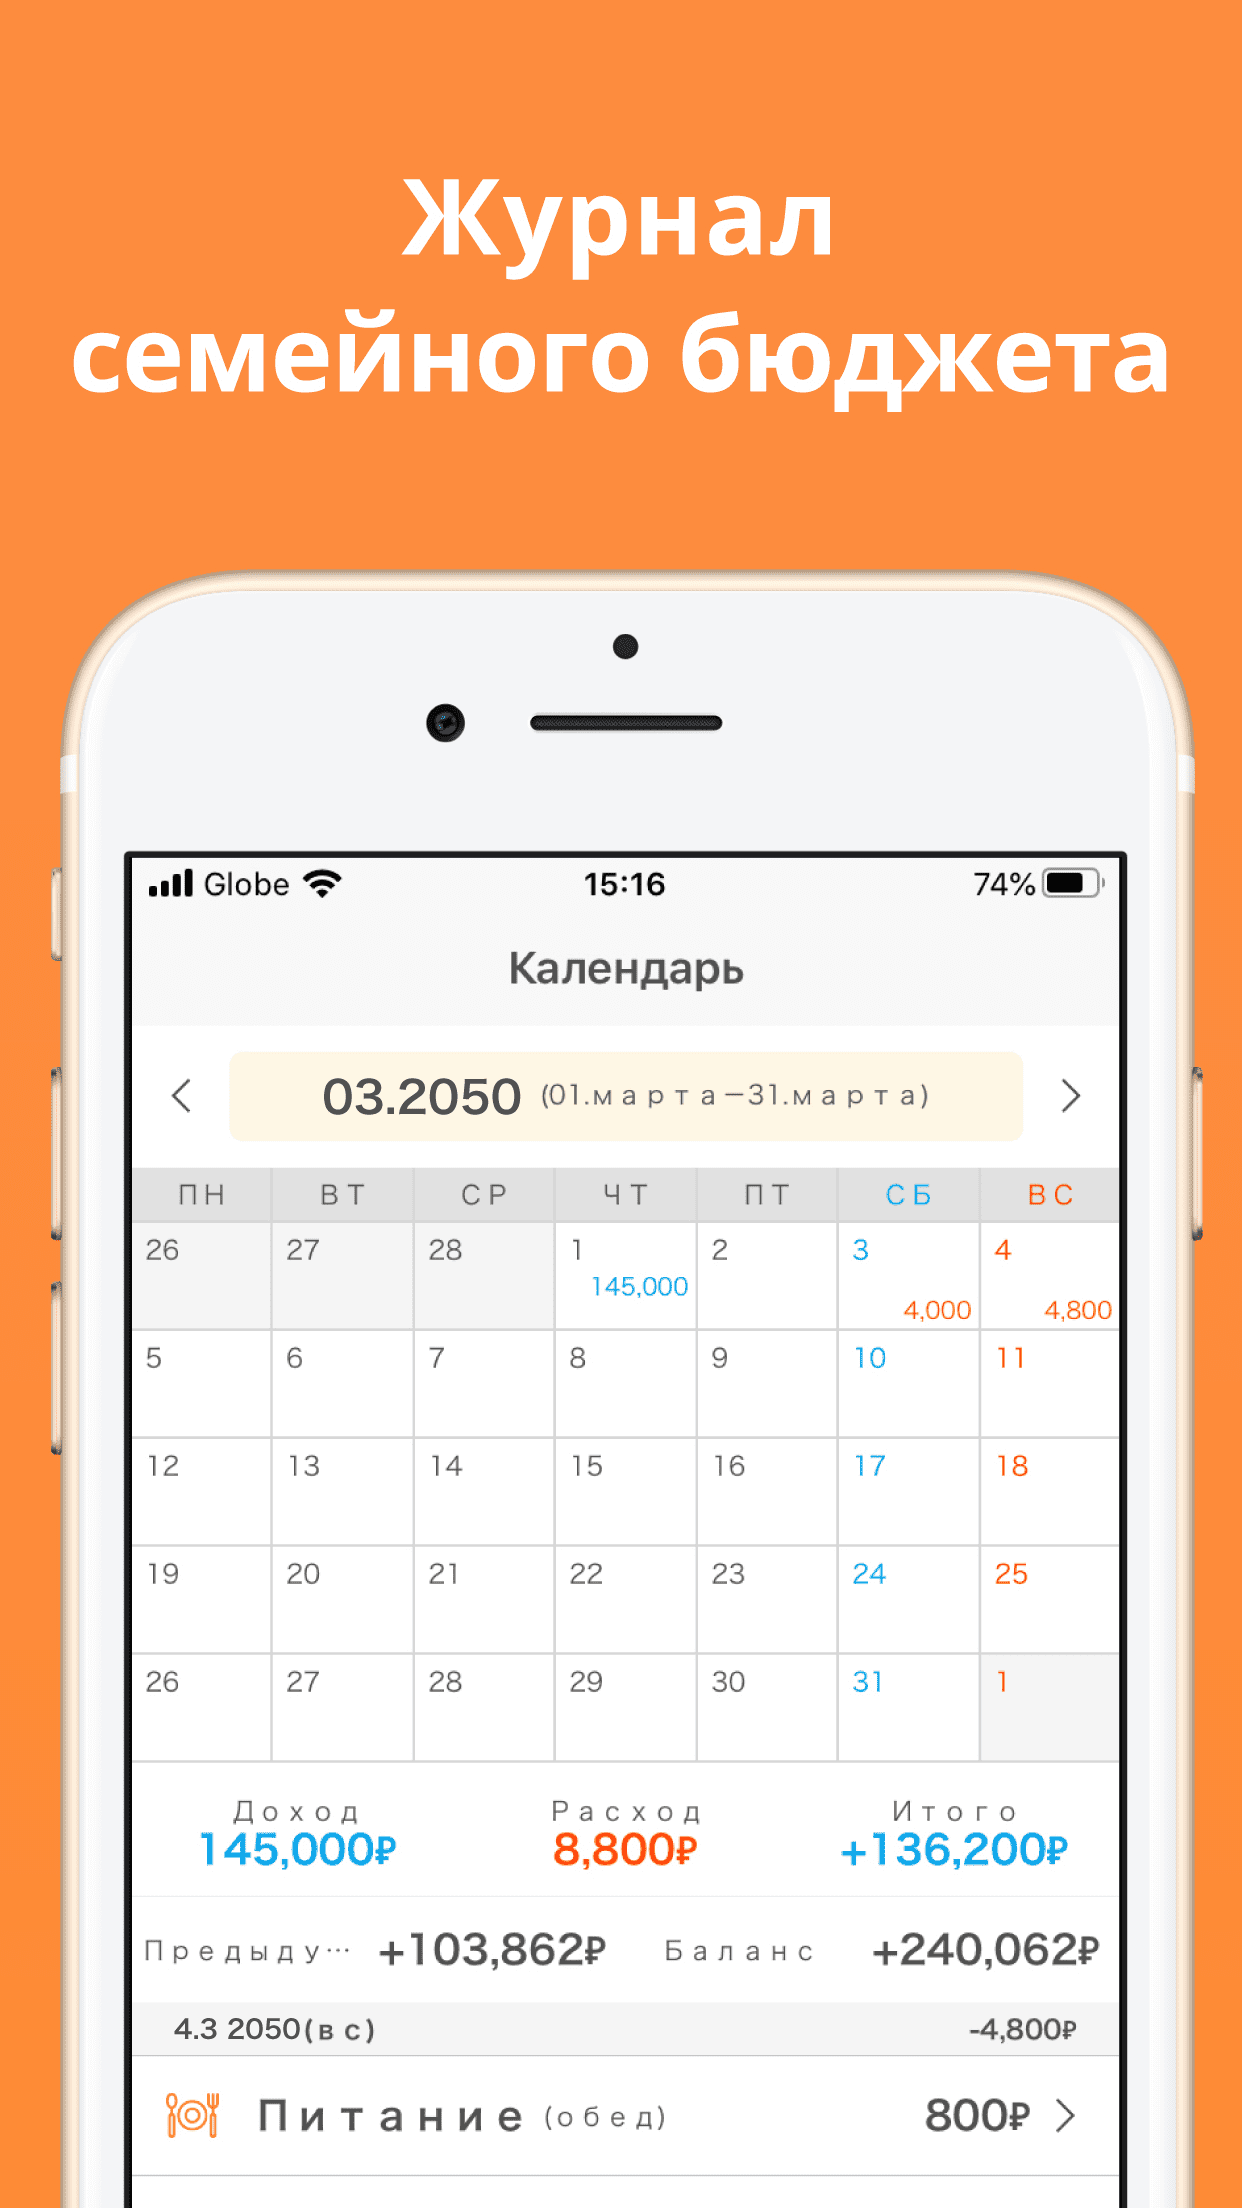 Журнал
семейного бюджета
Globe 15:16 74%
Календарь
03.2050 (01.марта–31.марта)
ПН ВТ СР ЧТ ПТ СБ ВС
26 27 28 1 2 3 4
145,000 4,000 4,800
5 6 7 8 9 10 11
12 13 14 15 16 17 18
19 20 21 22 23 24 25
26 27 28 29 30 31 1
Доход Расход Итого
145,000₽ 8,800₽ +136,200₽
Предыду… +103,862₽ Баланс +240,062₽
4.3 2050(вс) -4,800₽
Питание (обед) 800₽